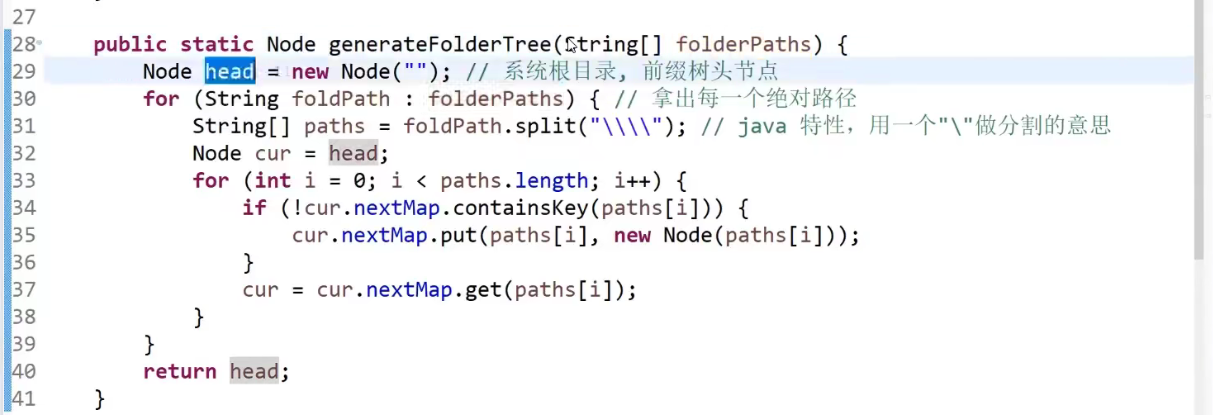 27
28 public static Node generateFolderTree(String[] folderPaths) {
29 Node head = new Node(""); // 系统根目录, 前缀树头节点
30 for (String foldPath : folderPaths) { // 拿出每一个绝对路径
31 String[] paths = foldPath.split("\\\\"); // java 特性，用一个"\"做分割的意思
32 Node cur = head;
33 for (int i = 0; i < paths.length; i++) {
34 if (!cur.nextMap.containsKey(paths[i])) {
35 cur.nextMap.put(paths[i], new Node(paths[i]));
36 }
37 cur = cur.nextMap.get(paths[i]);
38 }
39 }
40 return head;
41 }